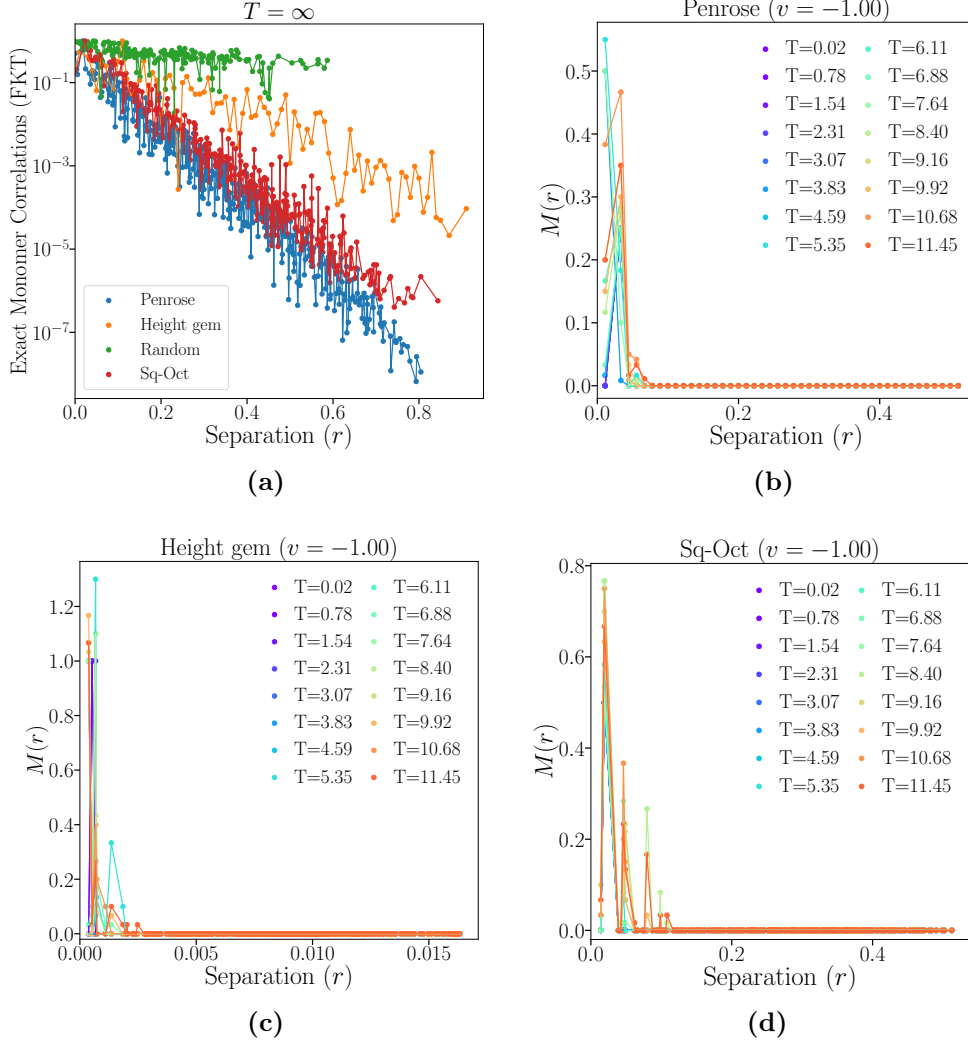 T = ∞
Exact Monomer Correlations (FKT)
10−1
10−3
10−5
10−7
Penrose
Height gem
Random
Sq-Oct
0.0 0.2 0.4 0.6 0.8
Separation (r)
(a)
Penrose (v = −1.00)
M(r)
0.5
0.4
0.3
0.2
0.1
0.0
T=0.02 T=6.11
T=0.78 T=6.88
T=1.54 T=7.64
T=2.31 T=8.40
T=3.07 T=9.16
T=3.83 T=9.92
T=4.59 T=10.68
T=5.35 T=11.45
0.0 0.2 0.4
Separation (r)
(b)
Height gem (v = −1.00)
M(r)
1.2
1.0
0.8
0.6
0.4
0.2
0.0
T=0.02 T=6.11
T=0.78 T=6.88
T=1.54 T=7.64
T=2.31 T=8.40
T=3.07 T=9.16
T=3.83 T=9.92
T=4.59 T=10.68
T=5.35 T=11.45
0.000 0.005 0.010 0.015
Separation (r)
(c)
Sq-Oct (v = −1.00)
M(r)
0.8
0.6
0.4
0.2
0.0
T=0.02 T=6.11
T=0.78 T=6.88
T=1.54 T=7.64
T=2.31 T=8.40
T=3.07 T=9.16
T=3.83 T=9.92
T=4.59 T=10.68
T=5.35 T=11.45
0.0 0.2 0.4
Separation (r)
(d)